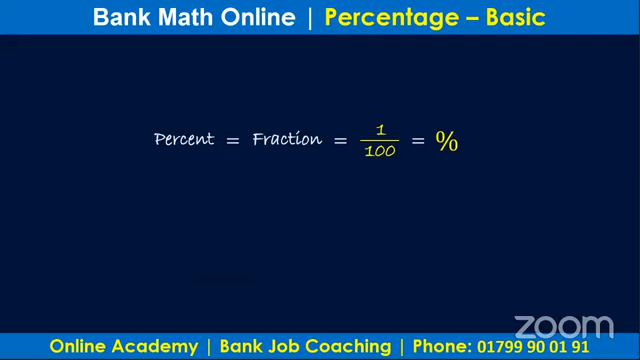 Bank Math Online | Percentage – Basic
Percent = Fraction = 1/100 = %
zoom
Online Academy | Bank Job Coaching | Phone: 01799 90 01 91